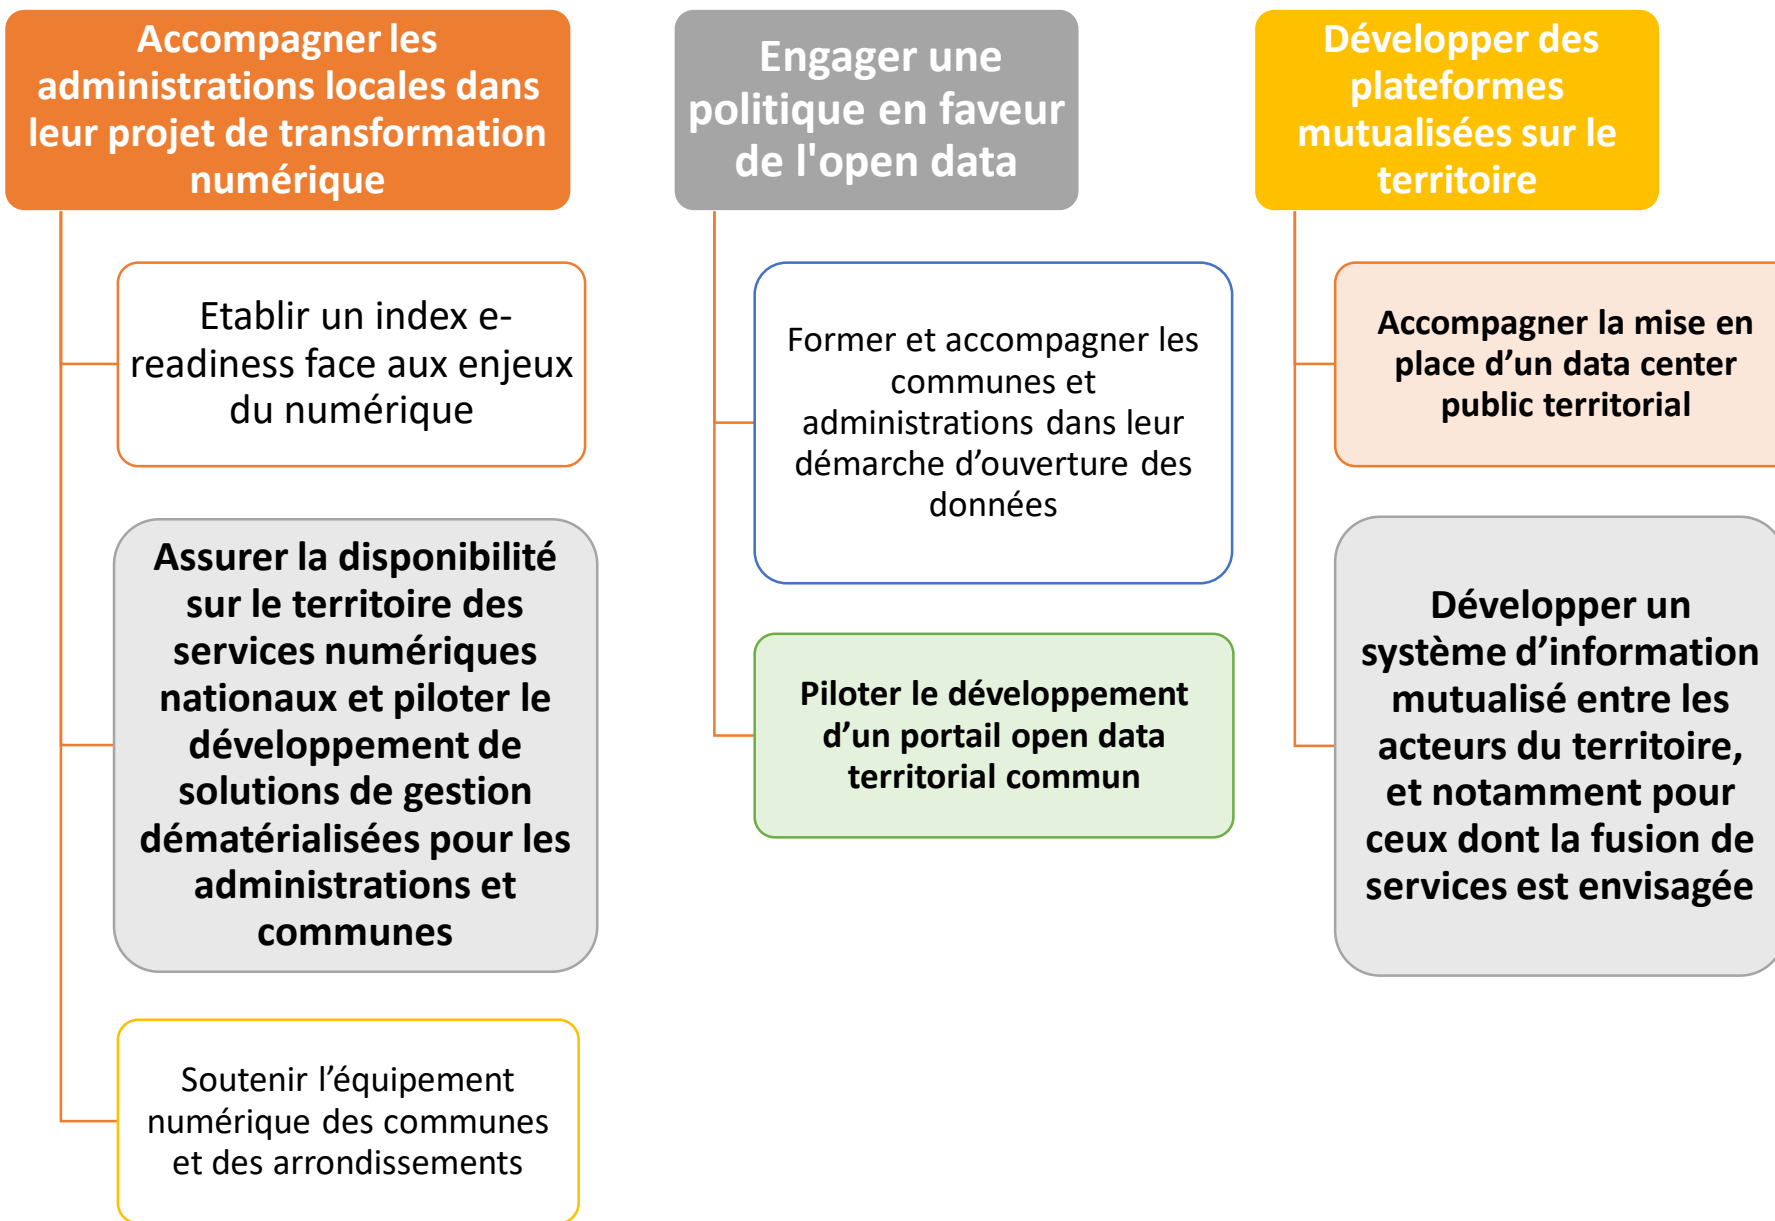 Accompagner les
administrations locales dans
leur projet de transformation
numérique
Etablir un index e-
readiness face aux enjeux
du numérique
Assurer la disponibilité
sur le territoire des
services numériques
nationaux et piloter le
développement de
solutions de gestion
dématérialisées pour les
administrations et
communes
Soutenir l’équipement
numérique des communes
et des arrondissements
Engager une
politique en faveur
de l'open data
Former et accompagner les
communes et
administrations dans leur
démarche d’ouverture des
données
Piloter le développement
d’un portail open data
territorial commun
Développer des
plateformes
mutualisées sur le
territoire
Accompagner la mise en
place d’un data center
public territorial
Développer un
système d’information
mutualisé entre les
acteurs du territoire,
et notamment pour
ceux dont la fusion de
services est envisagée